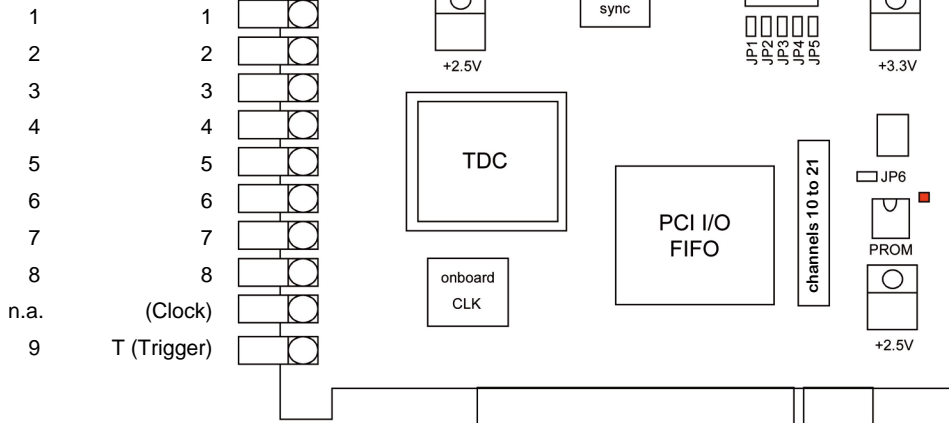 1 1
2 2
3 3
4 4
5 5
6 6
7 7
8 8
n.a. (Clock)
9 T (Trigger)
+2.5V
sync
JP1
JP2
JP3
JP4
JP5
+3.3V
TDC
onboard
CLK
PCI I/O
FIFO
channels 10 to 21
JP6
PROM
+2.5V